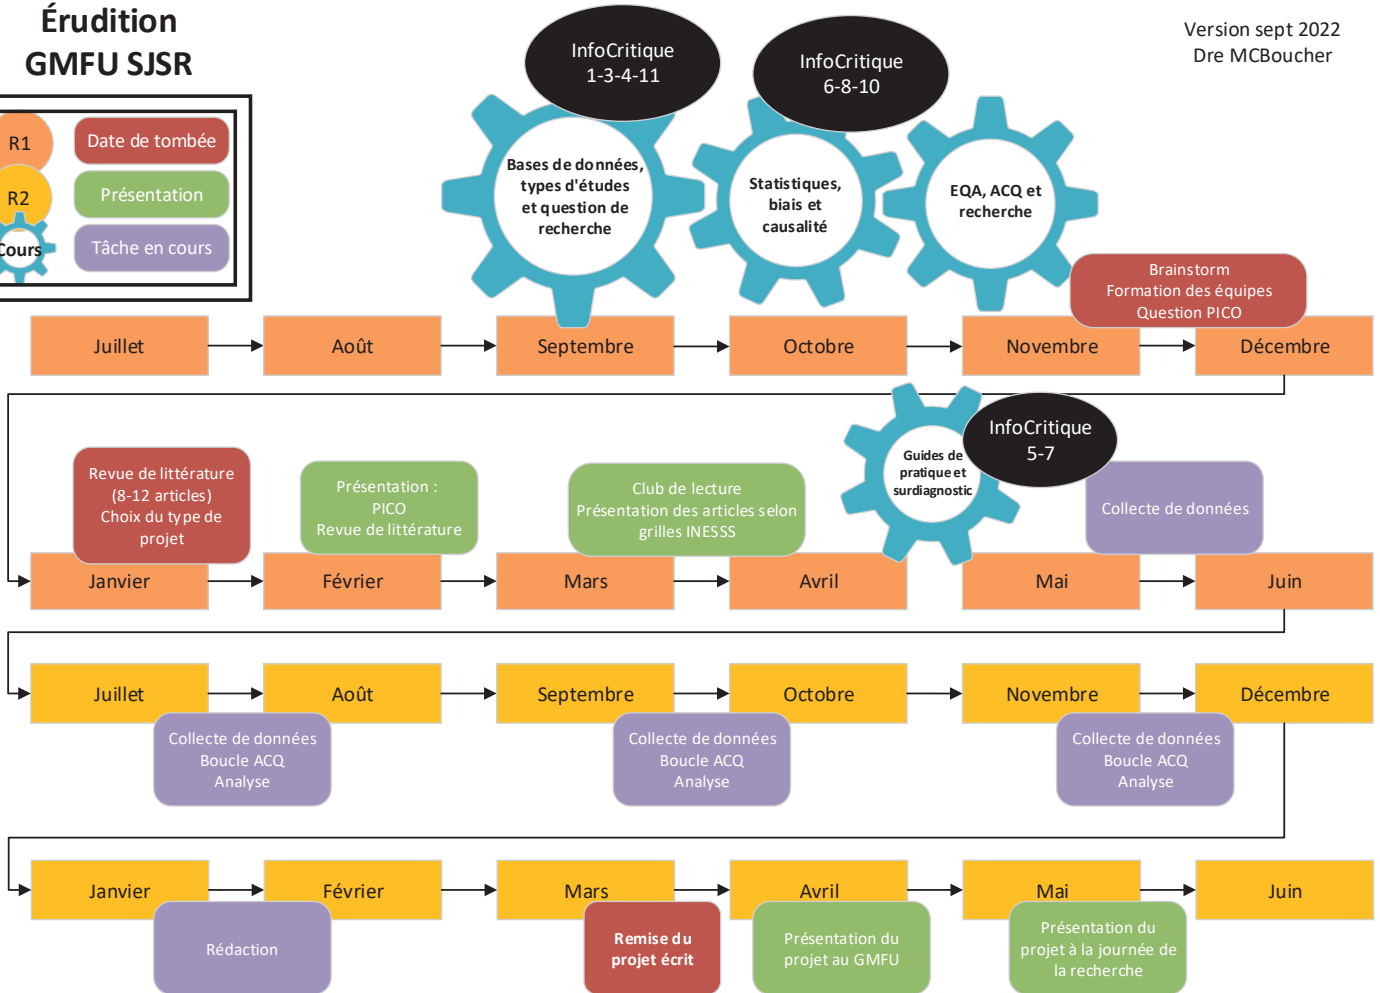 Érudition
GMFU SJSR
Version sept 2022
Dre MCBoucher
R1
Date de tombée
R2
Présentation
Cours
Tâche en cours
InfoCritique
1-3-4-11
InfoCritique
6-8-10
Bases de données,
types d'études
et question de
recherche
Statistiques,
biais et
causalité
EQA, ACQ et
recherche
Brainstorm
Formation des équipes
Question PICO
Juillet
Août
Septembre
Octobre
Novembre
Décembre
Revue de littérature
(8-12 articles)
Choix du type de
projet
Présentation :
PICO
Revue de littérature
Club de lecture
Présentation des articles selon
grilles INESSS
Guides de
pratique et
surdiagnostic
InfoCritique
5-7
Collecte de données
Janvier
Février
Mars
Avril
Mai
Juin
Juillet
Août
Septembre
Octobre
Novembre
Décembre
Collecte de données
Boucle ACQ
Analyse
Collecte de données
Boucle ACQ
Analyse
Collecte de données
Boucle ACQ
Analyse
Janvier
Février
Mars
Avril
Mai
Juin
Rédaction
Remise du
projet écrit
Présentation du
projet au GMFU
Présentation du
projet à la journée de
la recherche